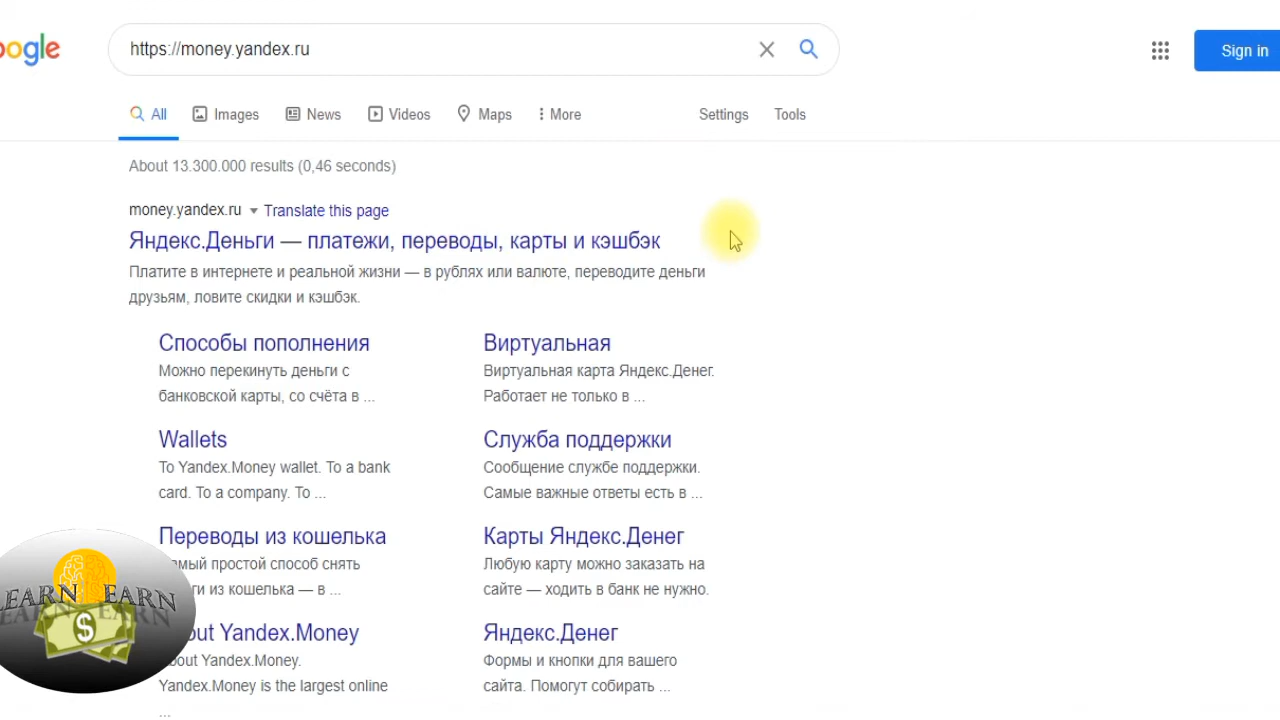 oogle
https://money.yandex.ru
Sign in
All
Images
News
Videos
Maps
More
Settings
Tools
About 13.300.000 results (0,46 seconds)
money.yandex.ru Translate this page
Яндекс.Деньги — платежи, переводы, карты и кэшбэк
Платите в интернете и реальной жизни — в рублях или валюте, переводите деньги
друзьям, ловите скидки и кэшбэк.
Способы пополнения
Можно перекинуть деньги с
банковской карты, со счёта в ...
Виртуальная
Виртуальная карта Яндекс.Денег.
Работает не только в ...
Wallets
To Yandex.Money wallet. To a bank
card. To a company. To ...
Служба поддержки
Сообщение службе поддержки.
Самые важные ответы есть в ...
Переводы из кошелька
самый простой способ снять
из кошелька — в ...
Карты Яндекс.Денег
Любую карту можно заказать на
сайте — ходить в банк не нужно.
out Yandex.Money
out Yandex.Money.
Yandex.Money is the largest online
...
Яндекс.Денег
Формы и кнопки для вашего
сайта. Помогут собирать ...
LEARN EARN
$